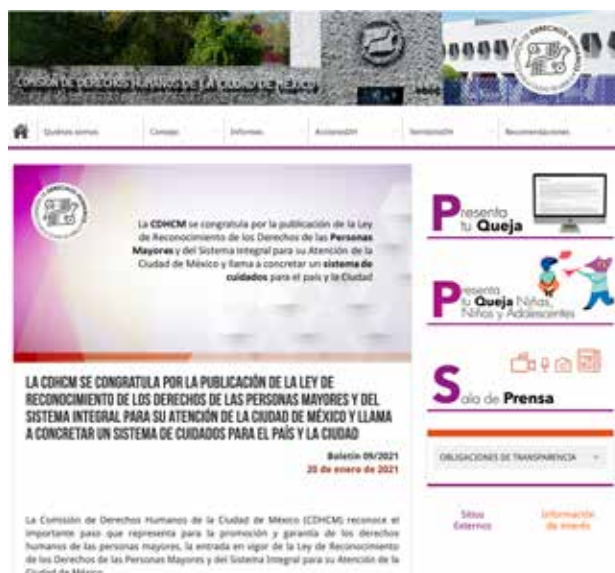 COMISIÓN DE DERECHOS HUMANOS DE LA CIUDAD DE MÉXICO
Quiénes somos
Consejo
Informes
AccionesDH
ServiciosDH
Recomendaciones
La CDHCM se congratula por la publicación de la Ley
de Reconocimiento de los Derechos de las Personas
Mayores y del Sistema Integral para su Atención de la
Ciudad de México y llama a concretar un sistema de
cuidados para el país y la Ciudad
LA CDHCM SE CONGRATULA POR LA PUBLICACIÓN DE LA LEY DE
RECONOCIMIENTO DE LOS DERECHOS DE LAS PERSONAS MAYORES Y DEL
SISTEMA INTEGRAL PARA SU ATENCIÓN DE LA CIUDAD DE MÉXICO Y LLAMA
A CONCRETAR UN SISTEMA DE CUIDADOS PARA EL PAÍS Y LA CIUDAD
Boletín 09/2021
20 de enero de 2021
La Comisión de Derechos Humanos de la Ciudad de México (CDHCM) reconoce el
importante paso que representa para la promoción y garantía de los derechos
humanos de las personas mayores, la entrada en vigor de la Ley de Reconocimiento
de los Derechos de las Personas Mayores y del Sistema Integral para su Atención de la
Ciudad de México
Presenta
tu Queja
Presenta
tu Queja Niñas,
Niños y Adolescentes
Sala de Prensa
OBLIGACIONES DE TRANSPARENCIA
Sitios
Externos
Información
de interés